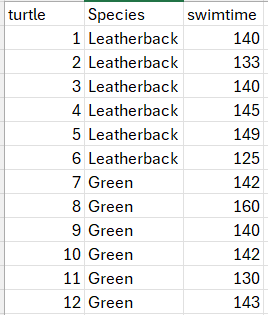 turtle Species swimtime
1 Leatherback 140
2 Leatherback 133
3 Leatherback 140
4 Leatherback 145
5 Leatherback 149
6 Leatherback 125
7 Green 142
8 Green 160
9 Green 140
10 Green 142
11 Green 130
12 Green 143